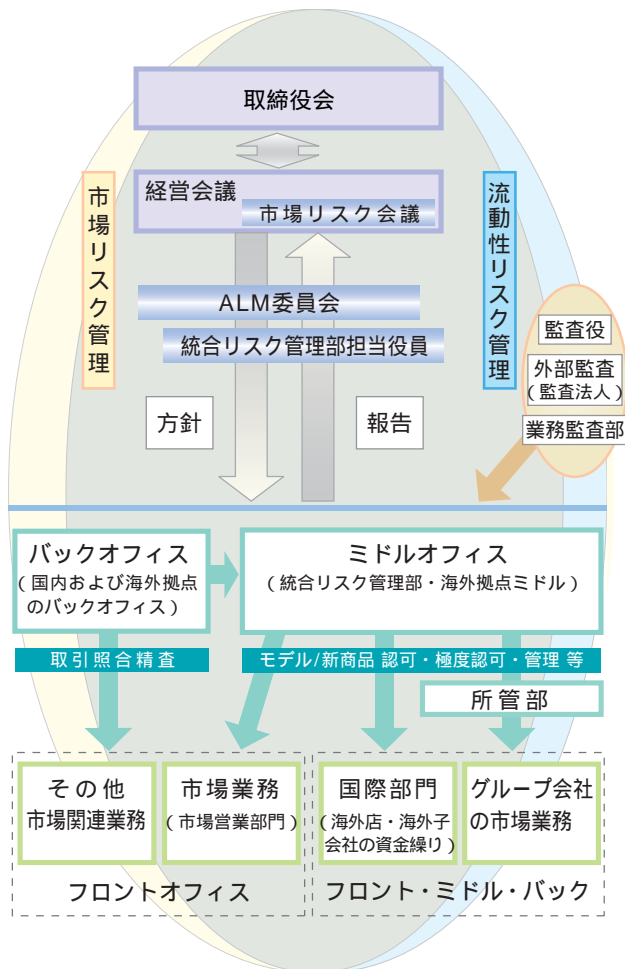 取締役会
経営会議
市場リスク会議
市場リスク管理
流動性リスク管理
ALM委員会
統合リスク管理部担当役員
監査役
外部監査
(監査法人)
業務監査部
方針
報告
バックオフィス
(国内および海外拠点
のバックオフィス)
ミドルオフィス
(統合リスク管理部・海外拠点ミドル)
取引照合精査
モデル/新商品 認可・極度認可・管理 等
所管部
その他
市場関連業務
市場業務
(市場営業部門)
国際部門
(海外店・海外子
会社の資金繰り)
グループ会社
の市場業務
フロントオフィス
フロント・ミドル・バック